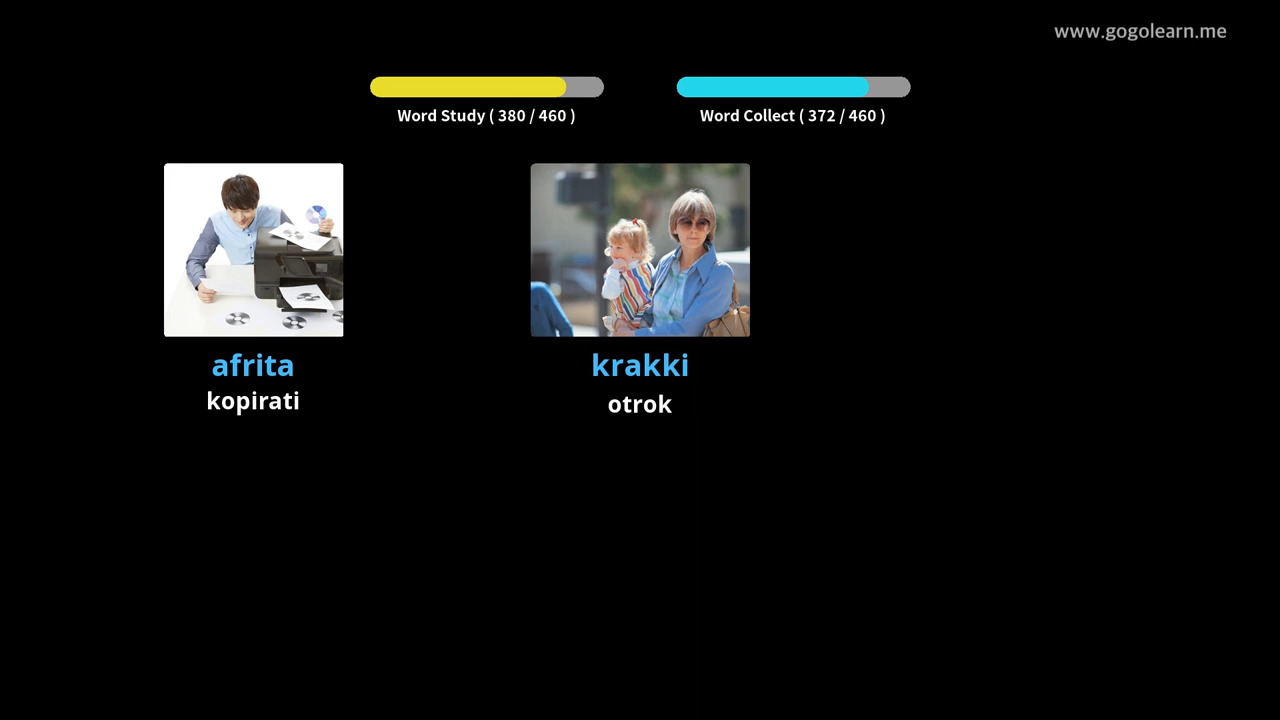 www.gogolearn.me
Word Study ( 380 / 460 )
Word Collect ( 372 / 460 )
afrita
kopirati
krakki
otrok